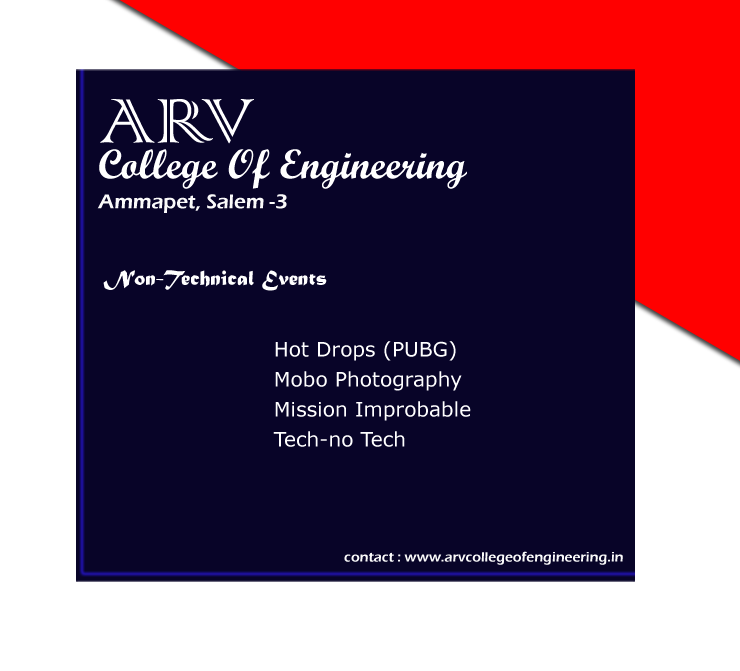 ARV
College Of Engineering
Ammapet, Salem -3
Non-Technical Events
Hot Drops (PUBG)
Mobo Photography
Mission Improbable
Tech-no Tech
contact : www.arvcollegeofengineering.in